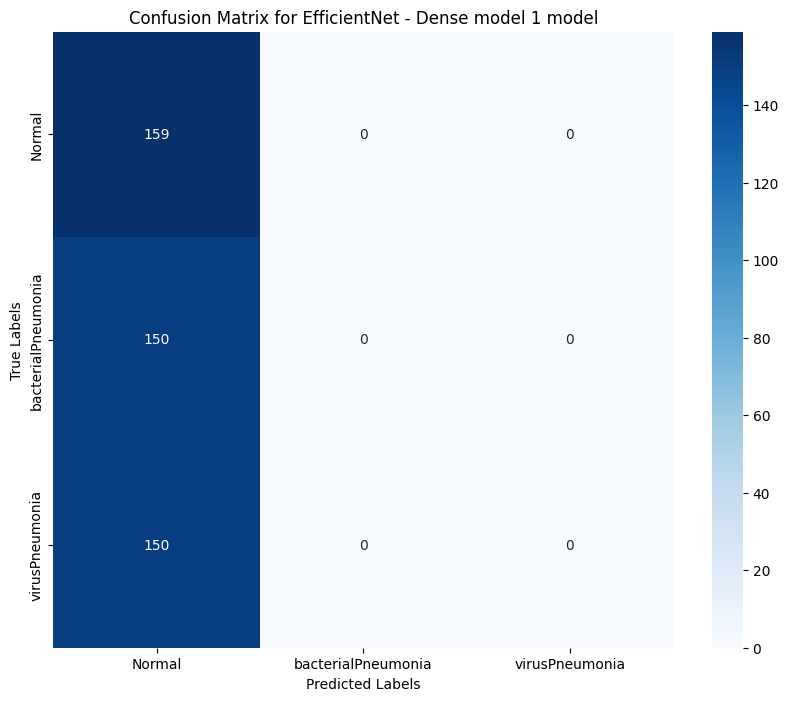 Confusion Matrix for EfficientNet - Dense model 1 model
True Labels
Normal
159
0
0
bacterialPneumonia
150
0
0
virusPneumonia
150
0
0
Normal
bacterialPneumonia
virusPneumonia
Predicted Labels
140
120
100
80
60
40
20
0